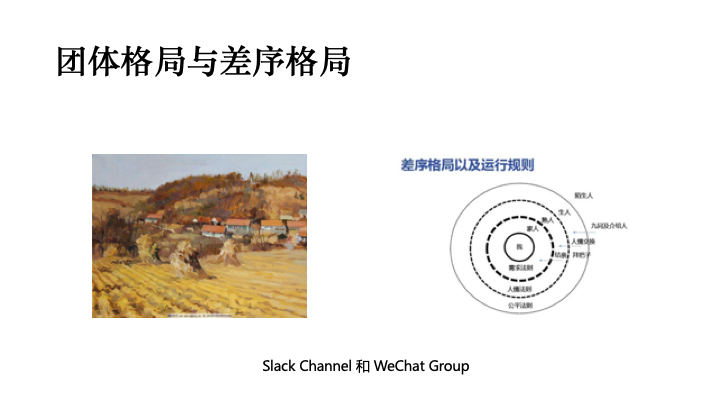 团体格局与差序格局
差序格局以及运行规则
陌生人
生人
熟人
家人
我
九词及介绍人
人情交换
结亲、拜把子
需求法则
人情法则
公平法则
Slack Channel 和 WeChat Group